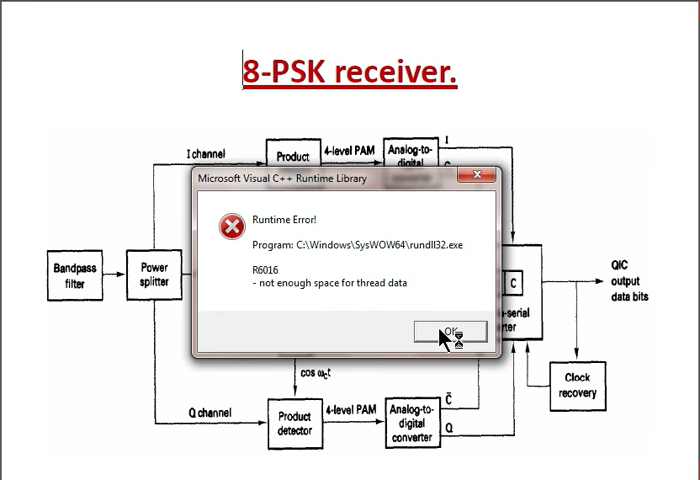 8-PSK receiver.
I channel
Product
4-level PAM
Analog-to-
digital
I
Microsoft Visual C++ Runtime Library
Runtime Error!
Program: C:\Windows\SysWOW64\rundll32.exe
R6016
- not enough space for thread data
OK
Bandpass
filter
Power
splitter
C
-serial
rter
QIC
output
data bits
cos ωct
Clock
recovery
Q channel
Product
detector
4-level PAM
Analog-to-
digital
converter
C̄
Q